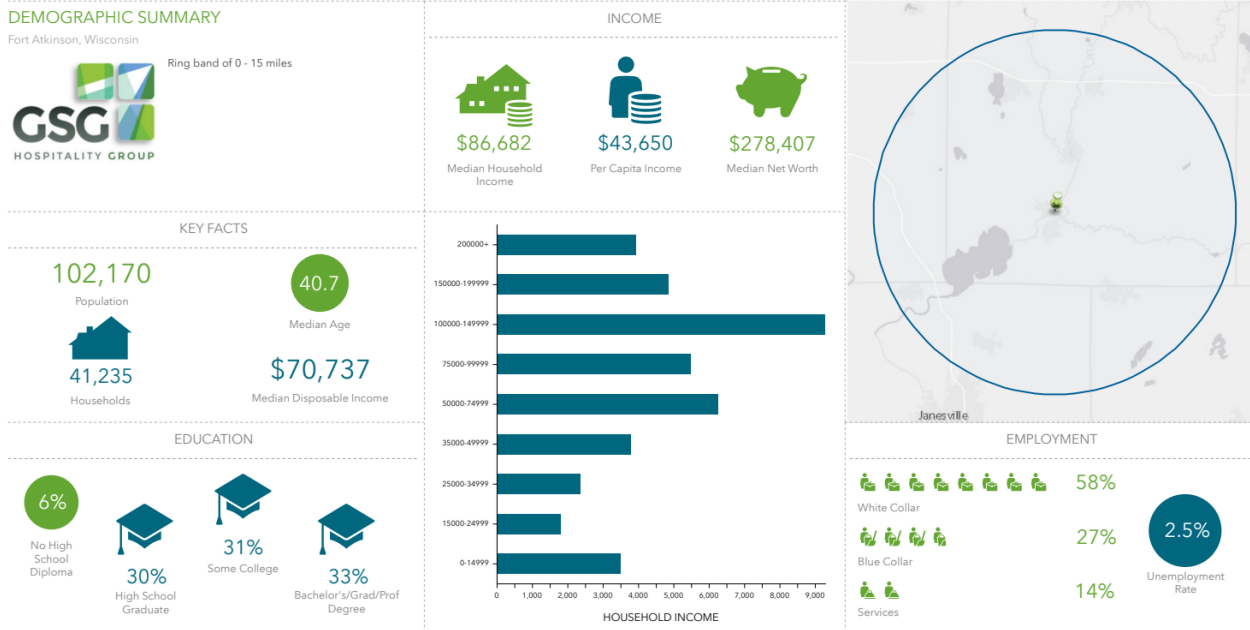 DEMOGRAPHIC SUMMARY
Fort Atkinson, Wisconsin
Ring band of 0 - 15 miles
GSG
HOSPITALITY GROUP
KEY FACTS
102,170
Population
40.7
Median Age
41,235
Households
$70,737
Median Disposable Income
EDUCATION
6%
No High
School
Diploma
30%
High School
Graduate
31%
Some College
33%
Bachelor's/Grad/Prof
Degree
INCOME
$86,682
Median Household
Income
$43,650
Per Capita Income
$278,407
Median Net Worth
200000+
150000-199999
100000-149999
75000-99999
50000-74999
35000-49999
25000-34999
15000-24999
0-14999
0 1,000 2,000 3,000 4,000 5,000 6,000 7,000 8,000 9,000
HOUSEHOLD INCOME
Janesville
EMPLOYMENT
58%
White Collar
27%
Blue Collar
14%
Services
2.5%
Unemployment
Rate